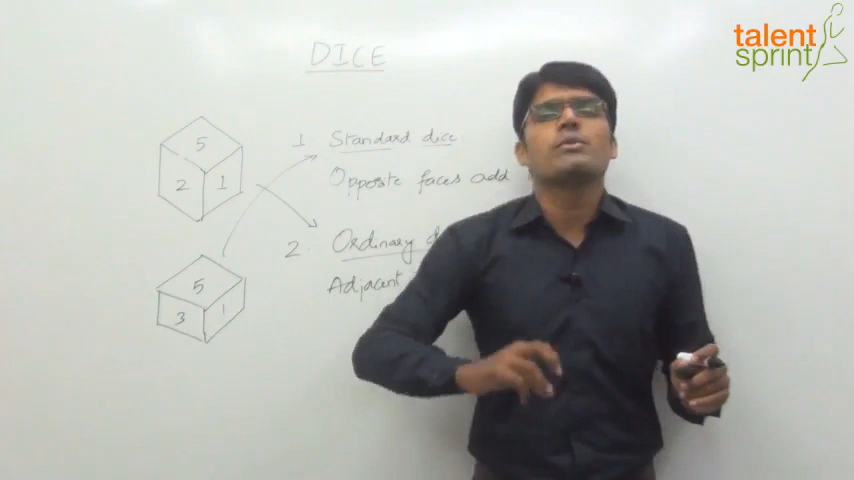 talent
sprint
DICE
5
2 1
1 Standard dice
Opposite faces add
2. Ordinary
Adjacent
5
3 1